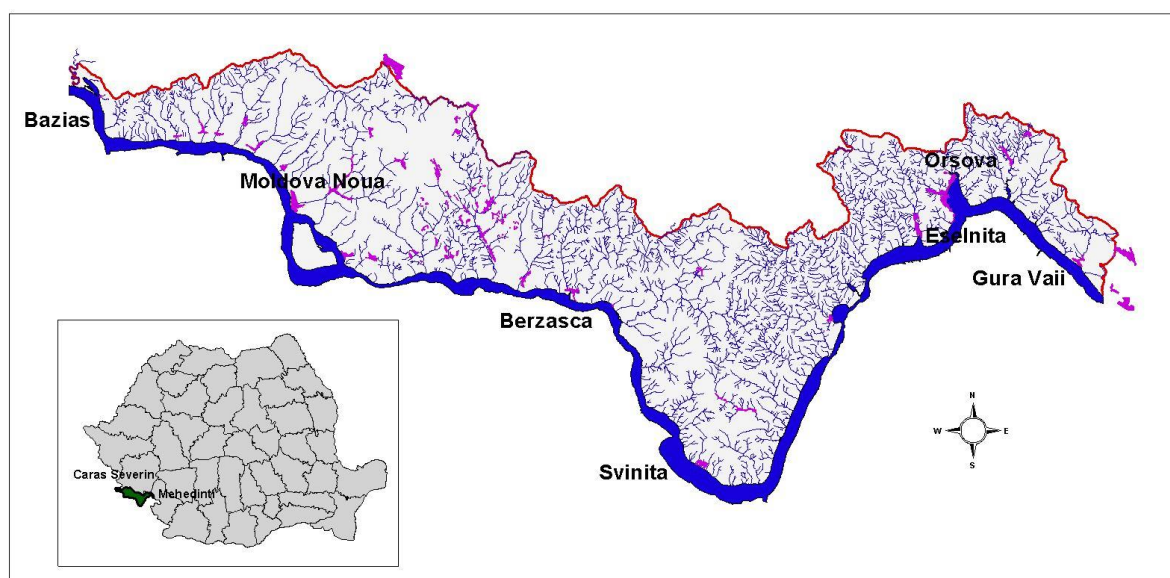 Bazias
Moldova Noua
Orsova
Eselnita
Gura Vaii
Berzasca
Svinita
Caras Severin
Mehedinti
N
W
E
S